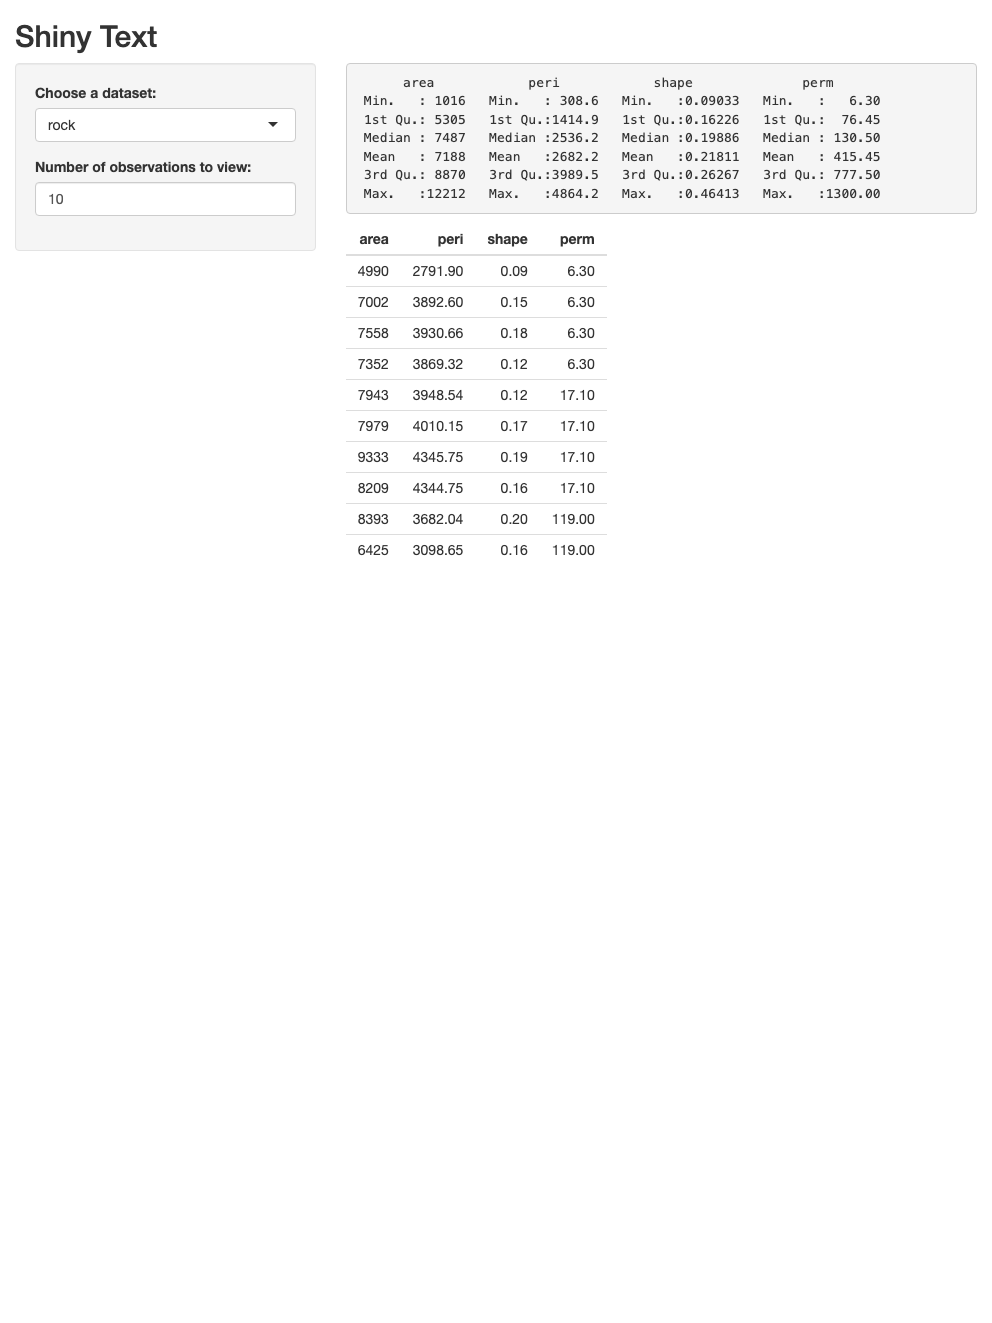 Shiny Text
Choose a dataset:
rock
Number of observations to view:
10
area peri shape perm
Min. : 1016 Min. : 308.6 Min. :0.09033 Min. : 6.30
1st Qu.: 5305 1st Qu.:1414.9 1st Qu.:0.16226 1st Qu.: 76.45
Median : 7487 Median :2536.2 Median :0.19886 Median : 130.50
Mean : 7188 Mean :2682.2 Mean :0.21811 Mean : 415.45
3rd Qu.: 8870 3rd Qu.:3989.5 3rd Qu.:0.26267 3rd Qu.: 777.50
Max. :12212 Max. :4864.2 Max. :0.46413 Max. :1300.00
area peri shape perm
4990 2791.90 0.09 6.30
7002 3892.60 0.15 6.30
7558 3930.66 0.18 6.30
7352 3869.32 0.12 6.30
7943 3948.54 0.12 17.10
7979 4010.15 0.17 17.10
9333 4345.75 0.19 17.10
8209 4344.75 0.16 17.10
8393 3682.04 0.20 119.00
6425 3098.65 0.16 119.00